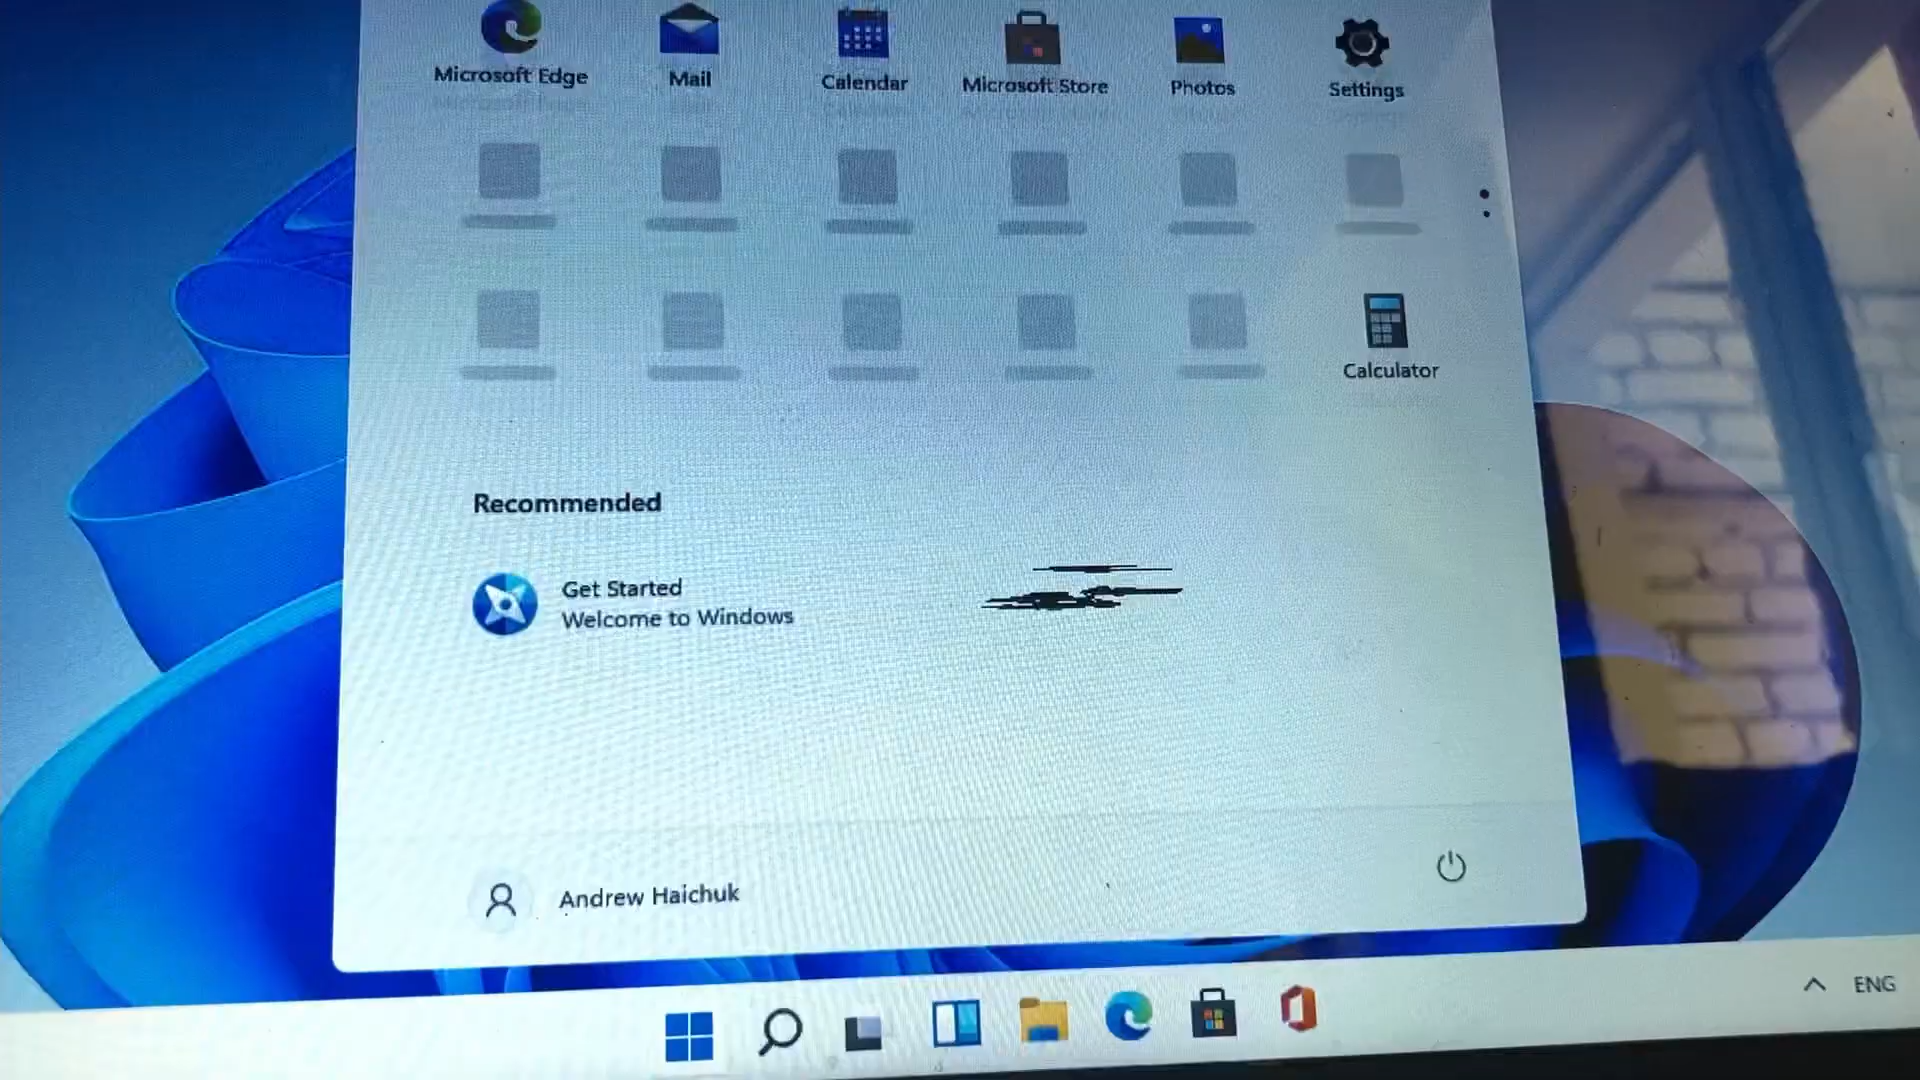 Microsoft Edge
Mail
Calendar
Microsoft Store
Photos
Settings
Calculator
Recommended
Get Started
Welcome to Windows
Andrew Haichuk
ENG